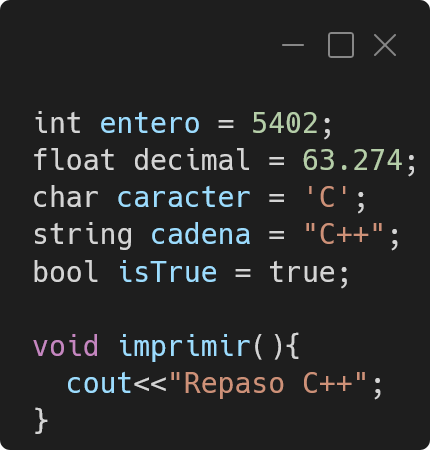 int entero = 5402;
float decimal = 63.274;
char caracter = 'C';
string cadena = "C++";
bool isTrue = true;
void imprimir(){
  cout<<"Repaso C++";
}